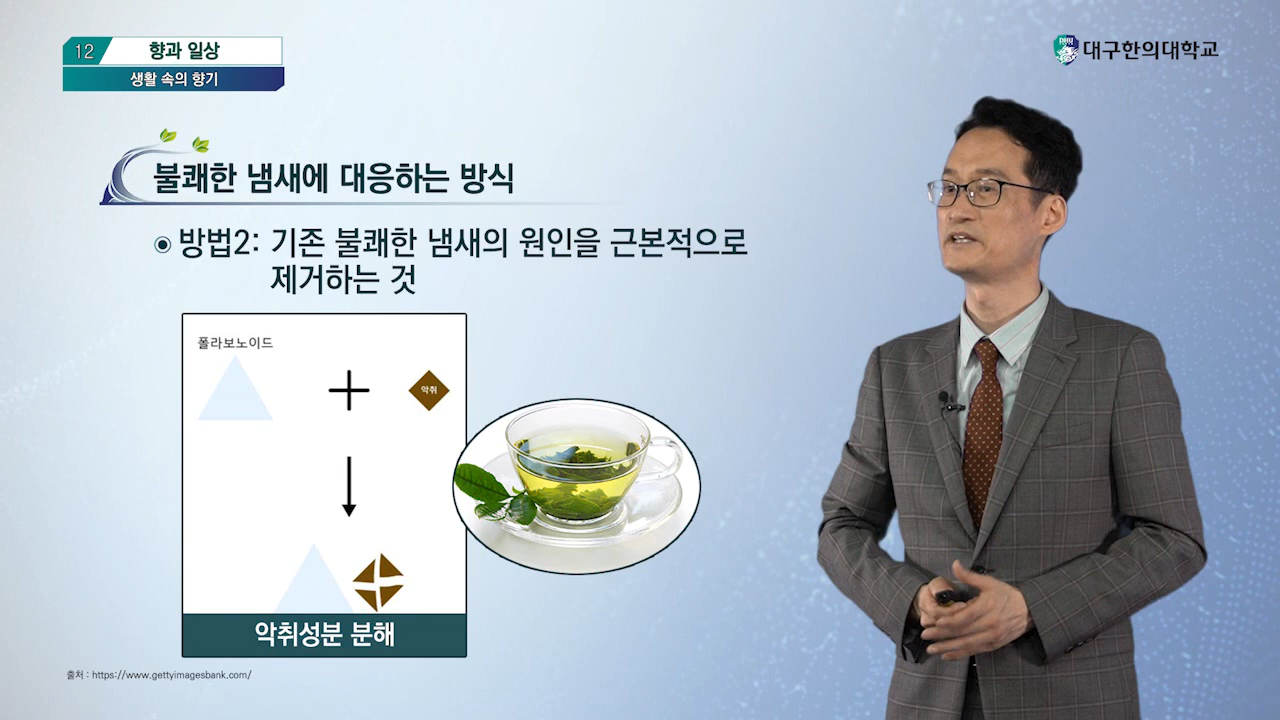 12 향과 일상
생활 속의 향기
대구한의대학교
불쾌한 냄새에 대응하는 방식
방법2: 기존 불쾌한 냄새의 원인을 근본적으로
제거하는 것
폴라보노이드
악취
악취성분 분해
출처 : https://www.gettyimagesbank.com/